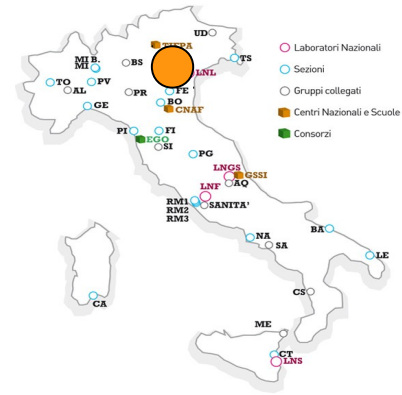 UD
TIFPA
MI B.
MI
BS
TS
LNL
TO
PV
AL
PR
FE
GE
BO
CNAF
PI
FI
EGO
SI
PG
LNGS
GSSI
AQ
LNF
RM1
RM2
RM3
SANITA'
NA
SA
BA
LE
CS
CA
ME
CT
LNS
Laboratori Nazionali
Sezioni
Gruppi collegati
Centri Nazionali e Scuole
Consorzi